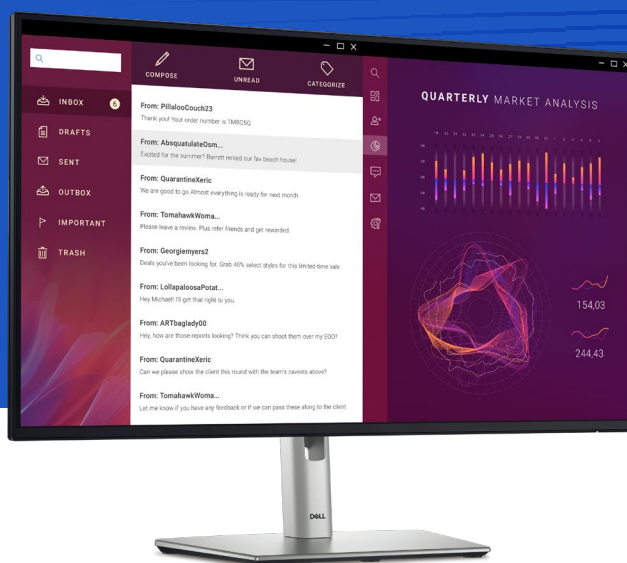 COMPOSE
UNREAD
CATEGORIZE
INBOX 6
DRAFTS
SENT
OUTBOX
IMPORTANT
TRASH
From: PillalooCouch23
Thank you! Your order number is TMBQ5Q
From: AbsquatulateOsm...
Excited for the summer? Barrett rented our fav beach house!
From: QuarantineXeric
We are good to go Almost everything is ready for next month
From: TomahawkWoma...
Please leave a review. Plus refer friends and get rewarded.
From: Georgiemyers2
Deals you've been looking for. Grab 40% select styles for this limited-time sale
From: LollapaloosaPotat...
Hey Michael! I'll get that right to you.
From: ARTbaglady00
Hey, how are those reports looking? Think you can shoot them over my EOD?
From: QuarantineXeric
Can we please show the client this round with the team's caveats above?
From: TomahawkWoma...
Let me know if you have any feedback or if we can pass these along to the client
QUARTERLY MARKET ANALYSIS
154,03
244,43
DELL